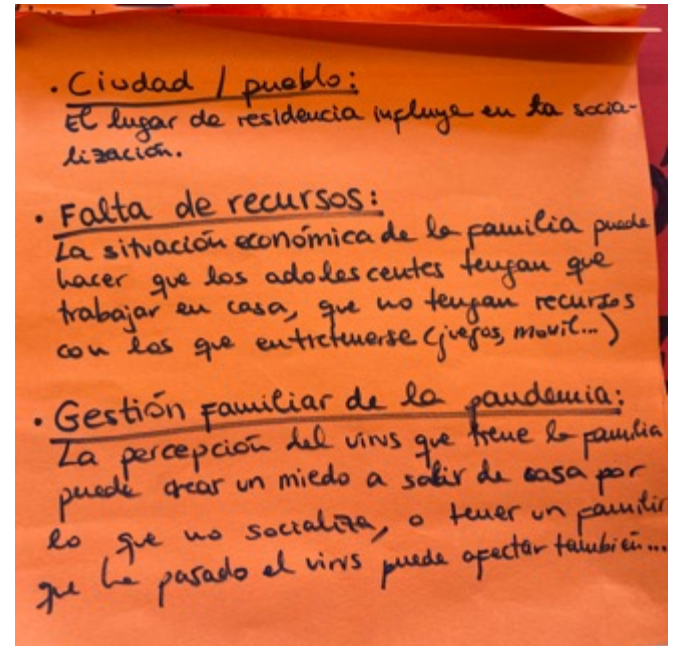 · Ciudad / pueblo:
El lugar de residencia influye en la socia-
lización.
· Falta de recursos:
La situación económica de la familia puede
hacer que los adolescentes tengan que
trabajar en casa, que no tengan recursos
con los que entretenerse (juegos, movil...)
· Gestión familiar de la pandemia:
La percepción del virus que tiene la familia
puede crear un miedo a salir de casa por
lo que no socializa, o tener un familir
que ha pasado el virus puede afectar también...